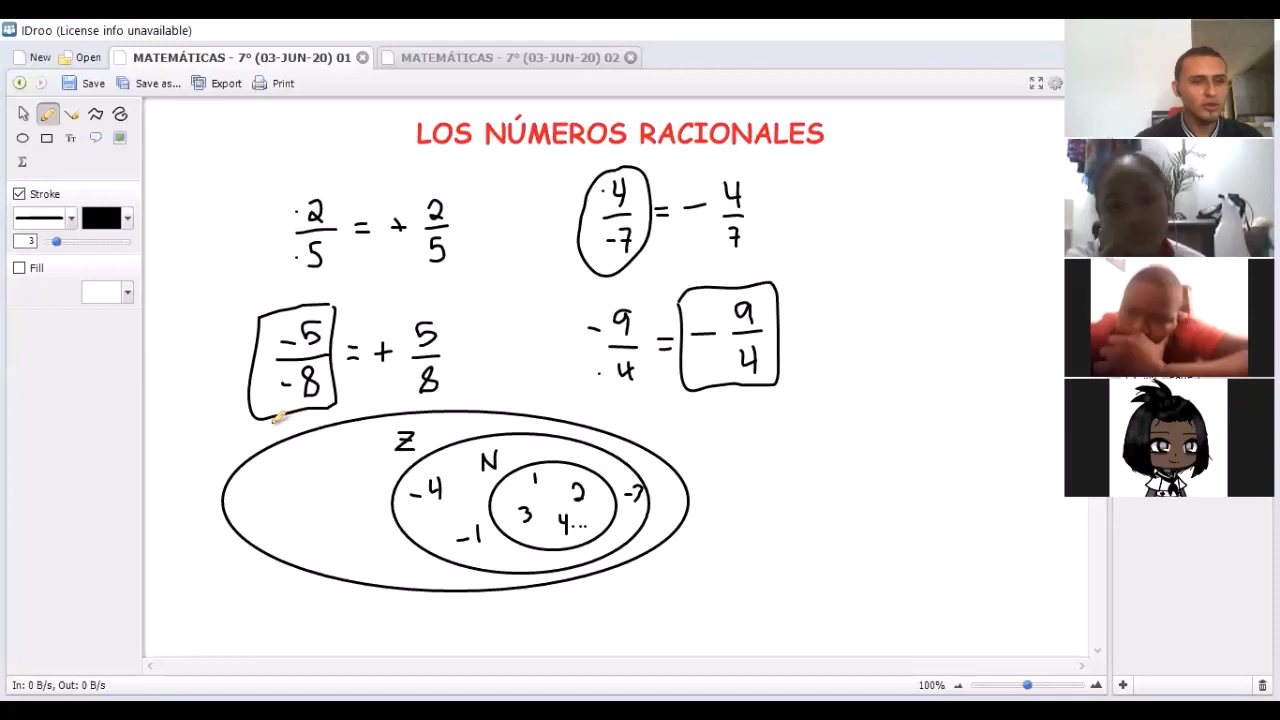 IDroo (License info unavailable)
New Open MATEMÁTICAS - 7º (03-JUN-20) 01 MATEMÁTICAS - 7º (03-JUN-20) 02
Save Save as... Export Print
Stroke
3
Fill
LOS NÚMEROS RACIONALES
2/5 = + 2/5
4/-7 = - 4/7
-5/-8 = + 5/8
-9/4 = - 9/4
Z
N
-4 1 2 -7
3 4...
-1
In: 0 B/s, Out: 0 B/s 100%